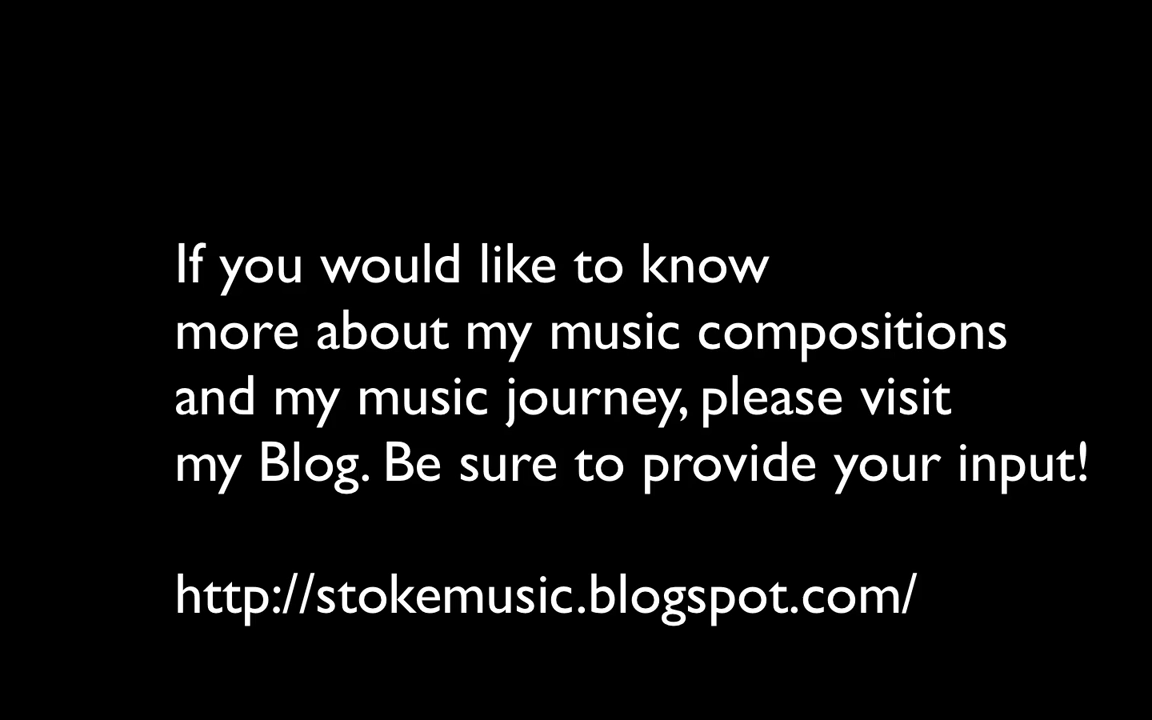 If you would like to know
more about my music compositions
and my music journey, please visit
my Blog. Be sure to provide your input!
http://stokemusic.blogspot.com/